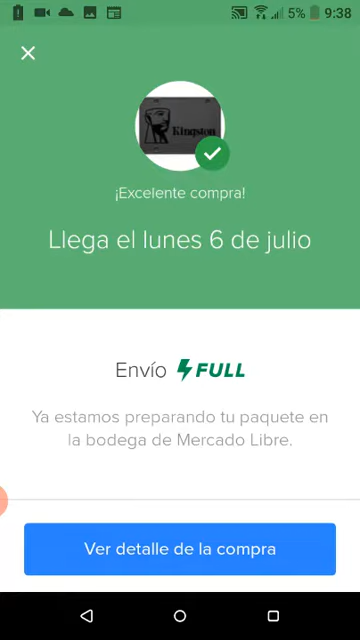 5% 9:38
Kingston
¡Excelente compra!
Llega el lunes 6 de julio
Envío FULL
Ya estamos preparando tu paquete en
la bodega de Mercado Libre.
Ver detalle de la compra